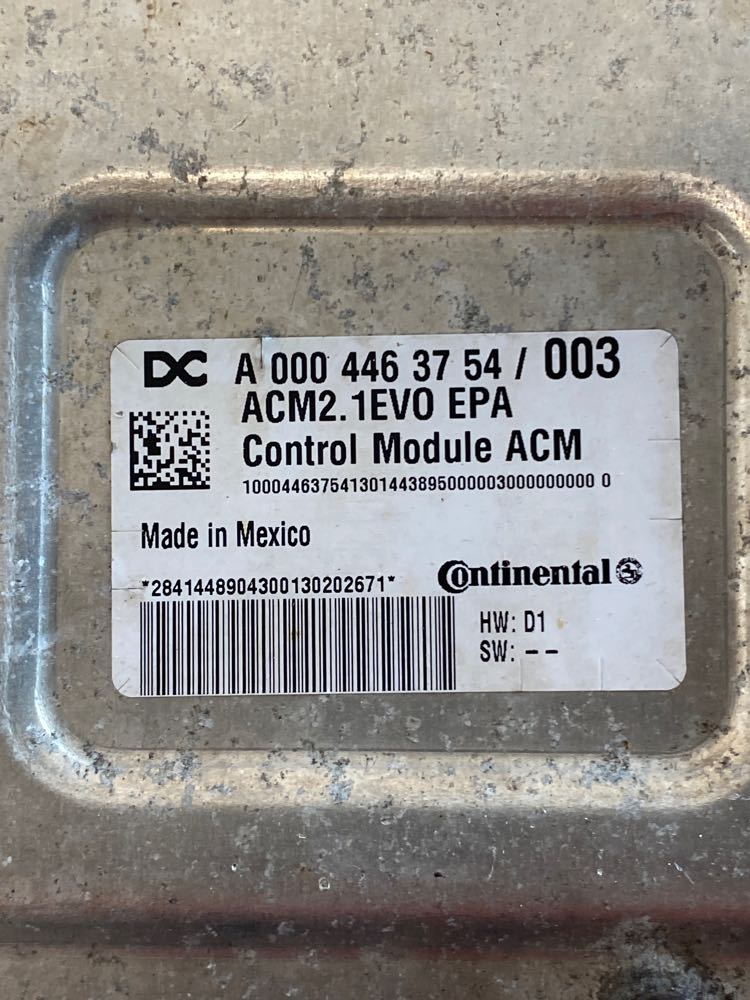 DC A 000 446 37 54 / 003
ACM2.1EVO EPA
Control Module ACM
10004463754130144389500000300000000 0
Made in Mexico
*2841448904300130202671*
Continental
HW: D1
SW: --